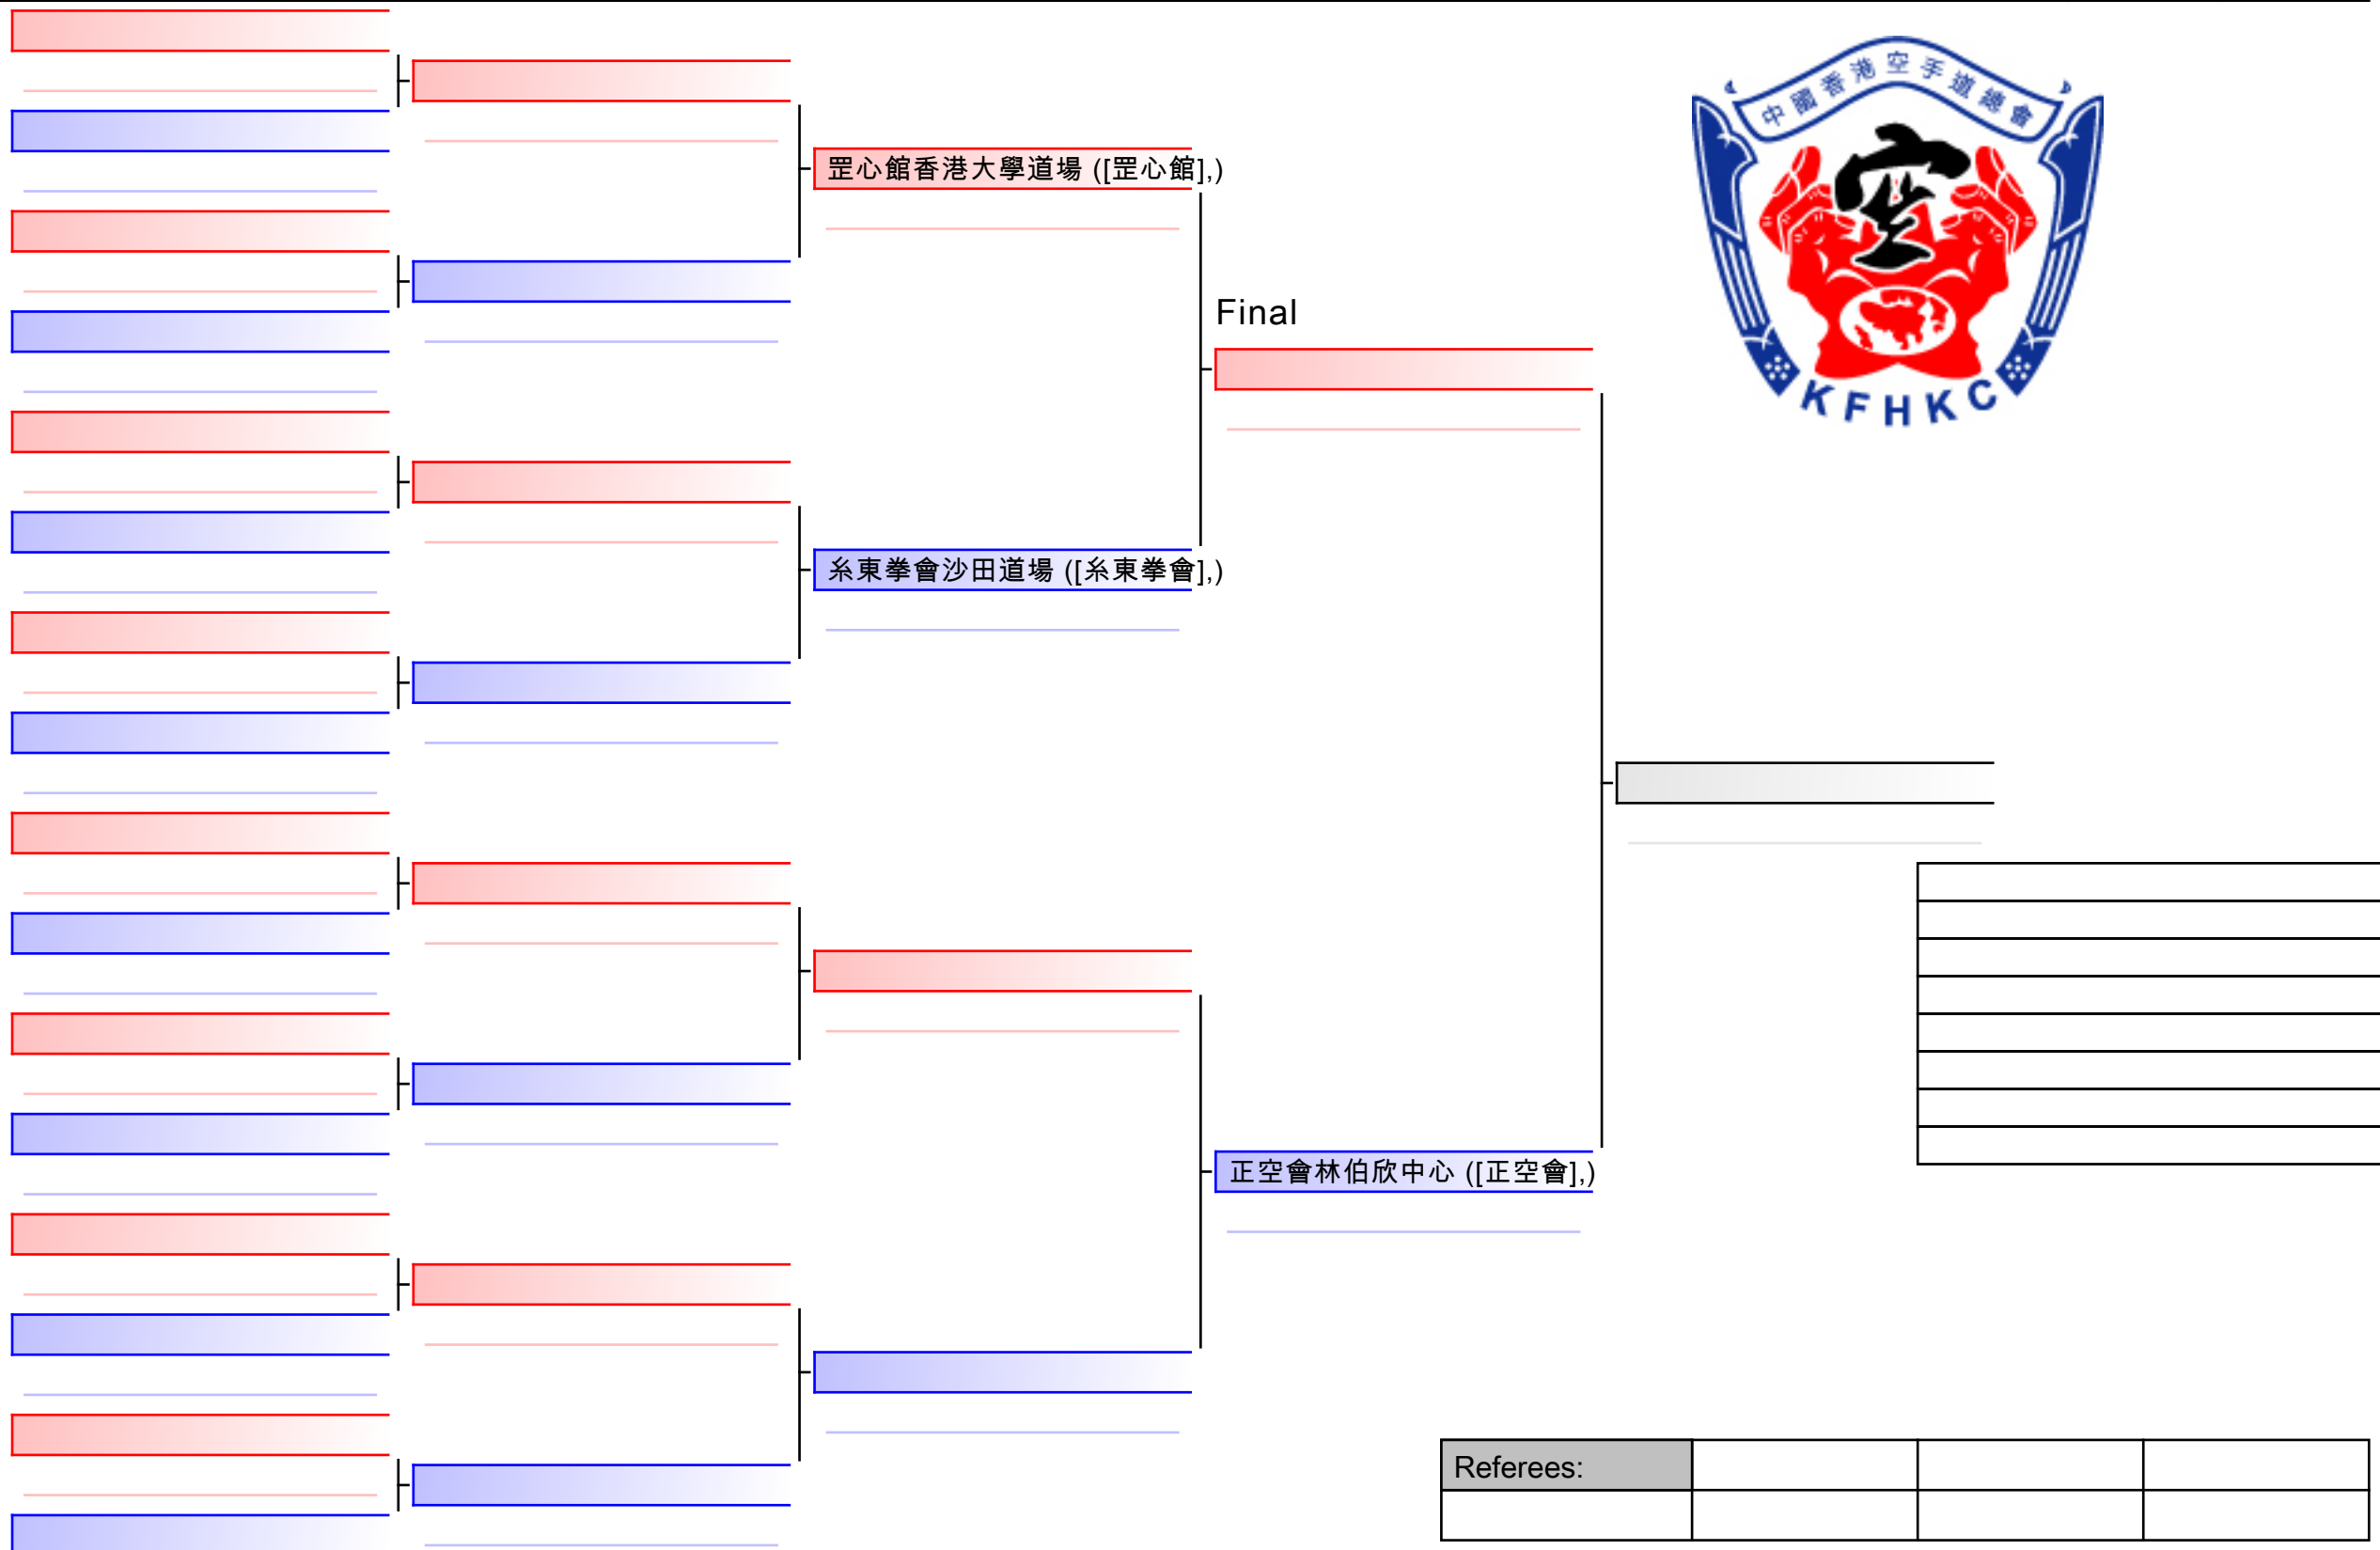 中國香港空手道總會
罡心館香港大學道場 ([罡心館],)
Final
KFHKC
糸東拳會沙田道場 ([糸東拳會],)
正空會林伯欣中心 ([正空會],)
Referees: